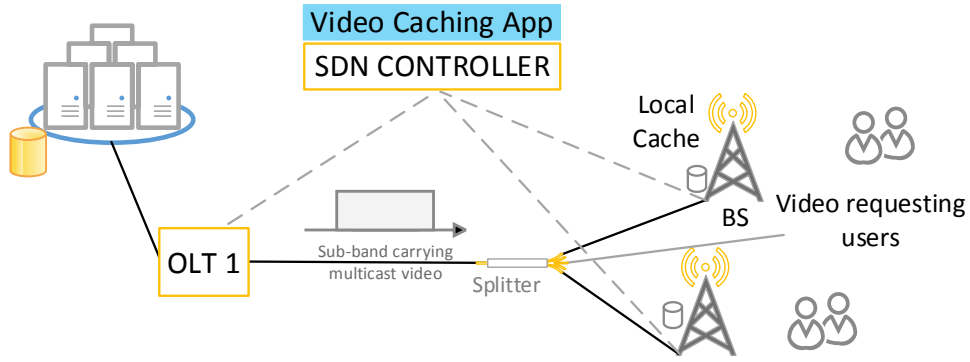 Video Caching App
SDN CONTROLLER
Local
Cache
BS
Video requesting
users
OLT 1
Sub-band carrying
multicast video
Splitter